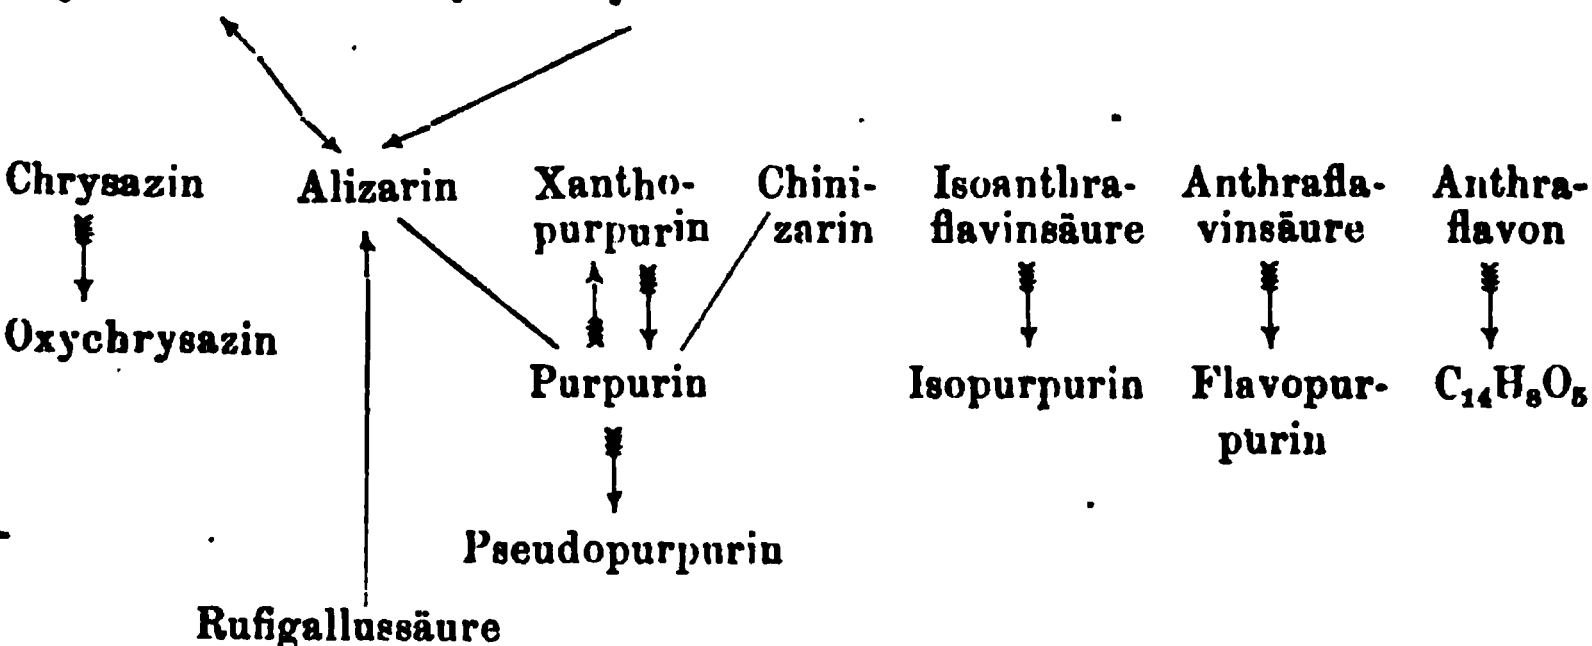 Chrysazin Alizarin Xantho- Chini- Isoanthra- Anthrafla- Anthra-
purpurin zarin flavinsäure vinsäure flavon
Oxychrysazin
Purpurin Isopurpurin Flavopur- C₁₄H₈O₅
purin
Pseudopurpurin
Rufigallussäure